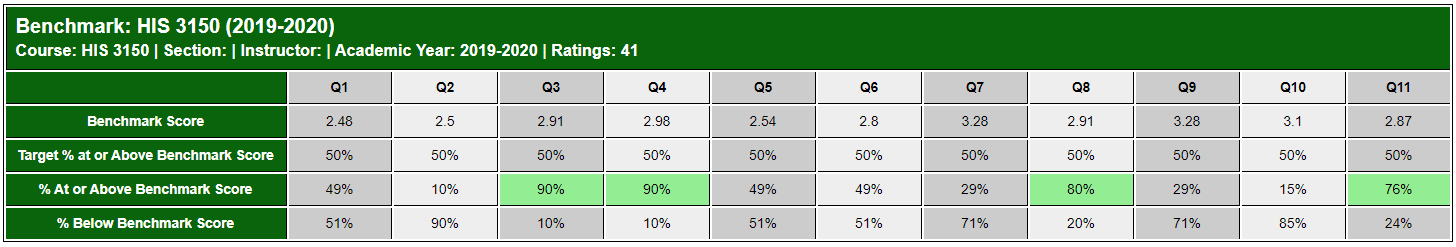 Benchmark: HIS 3150 (2019-2020)
Course: HIS 3150 | Section: | Instructor: | Academic Year: 2019-2020 | Ratings: 41
Q1 Q2 Q3 Q4 Q5 Q6 Q7 Q8 Q9 Q10 Q11
Benchmark Score 2.48 2.5 2.91 2.98 2.54 2.8 3.28 2.91 3.28 3.1 2.87
Target % at or Above Benchmark Score 50% 50% 50% 50% 50% 50% 50% 50% 50% 50% 50%
% At or Above Benchmark Score 49% 10% 90% 90% 49% 49% 29% 80% 29% 15% 76%
% Below Benchmark Score 51% 90% 10% 10% 51% 51% 71% 20% 71% 85% 24%